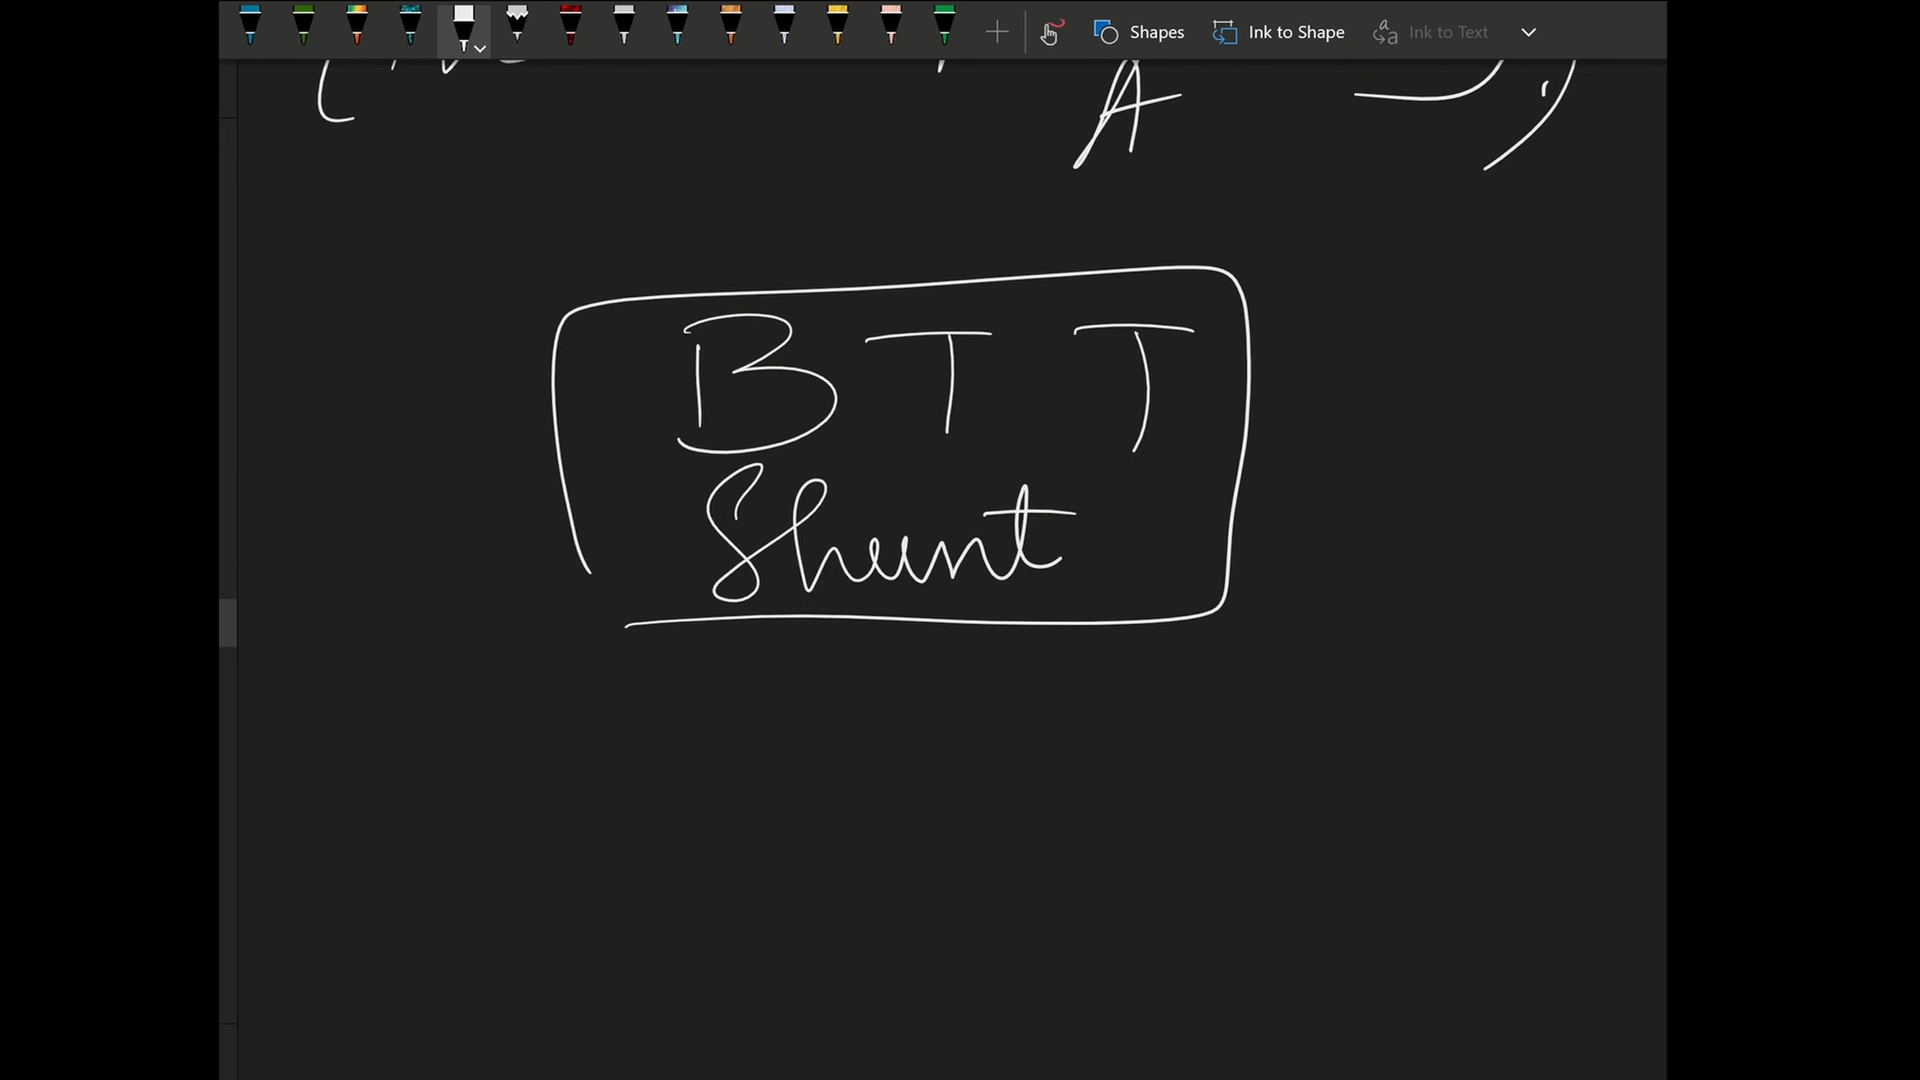 Shapes Ink to Shape Ink to Text
A
BTT
Shunt